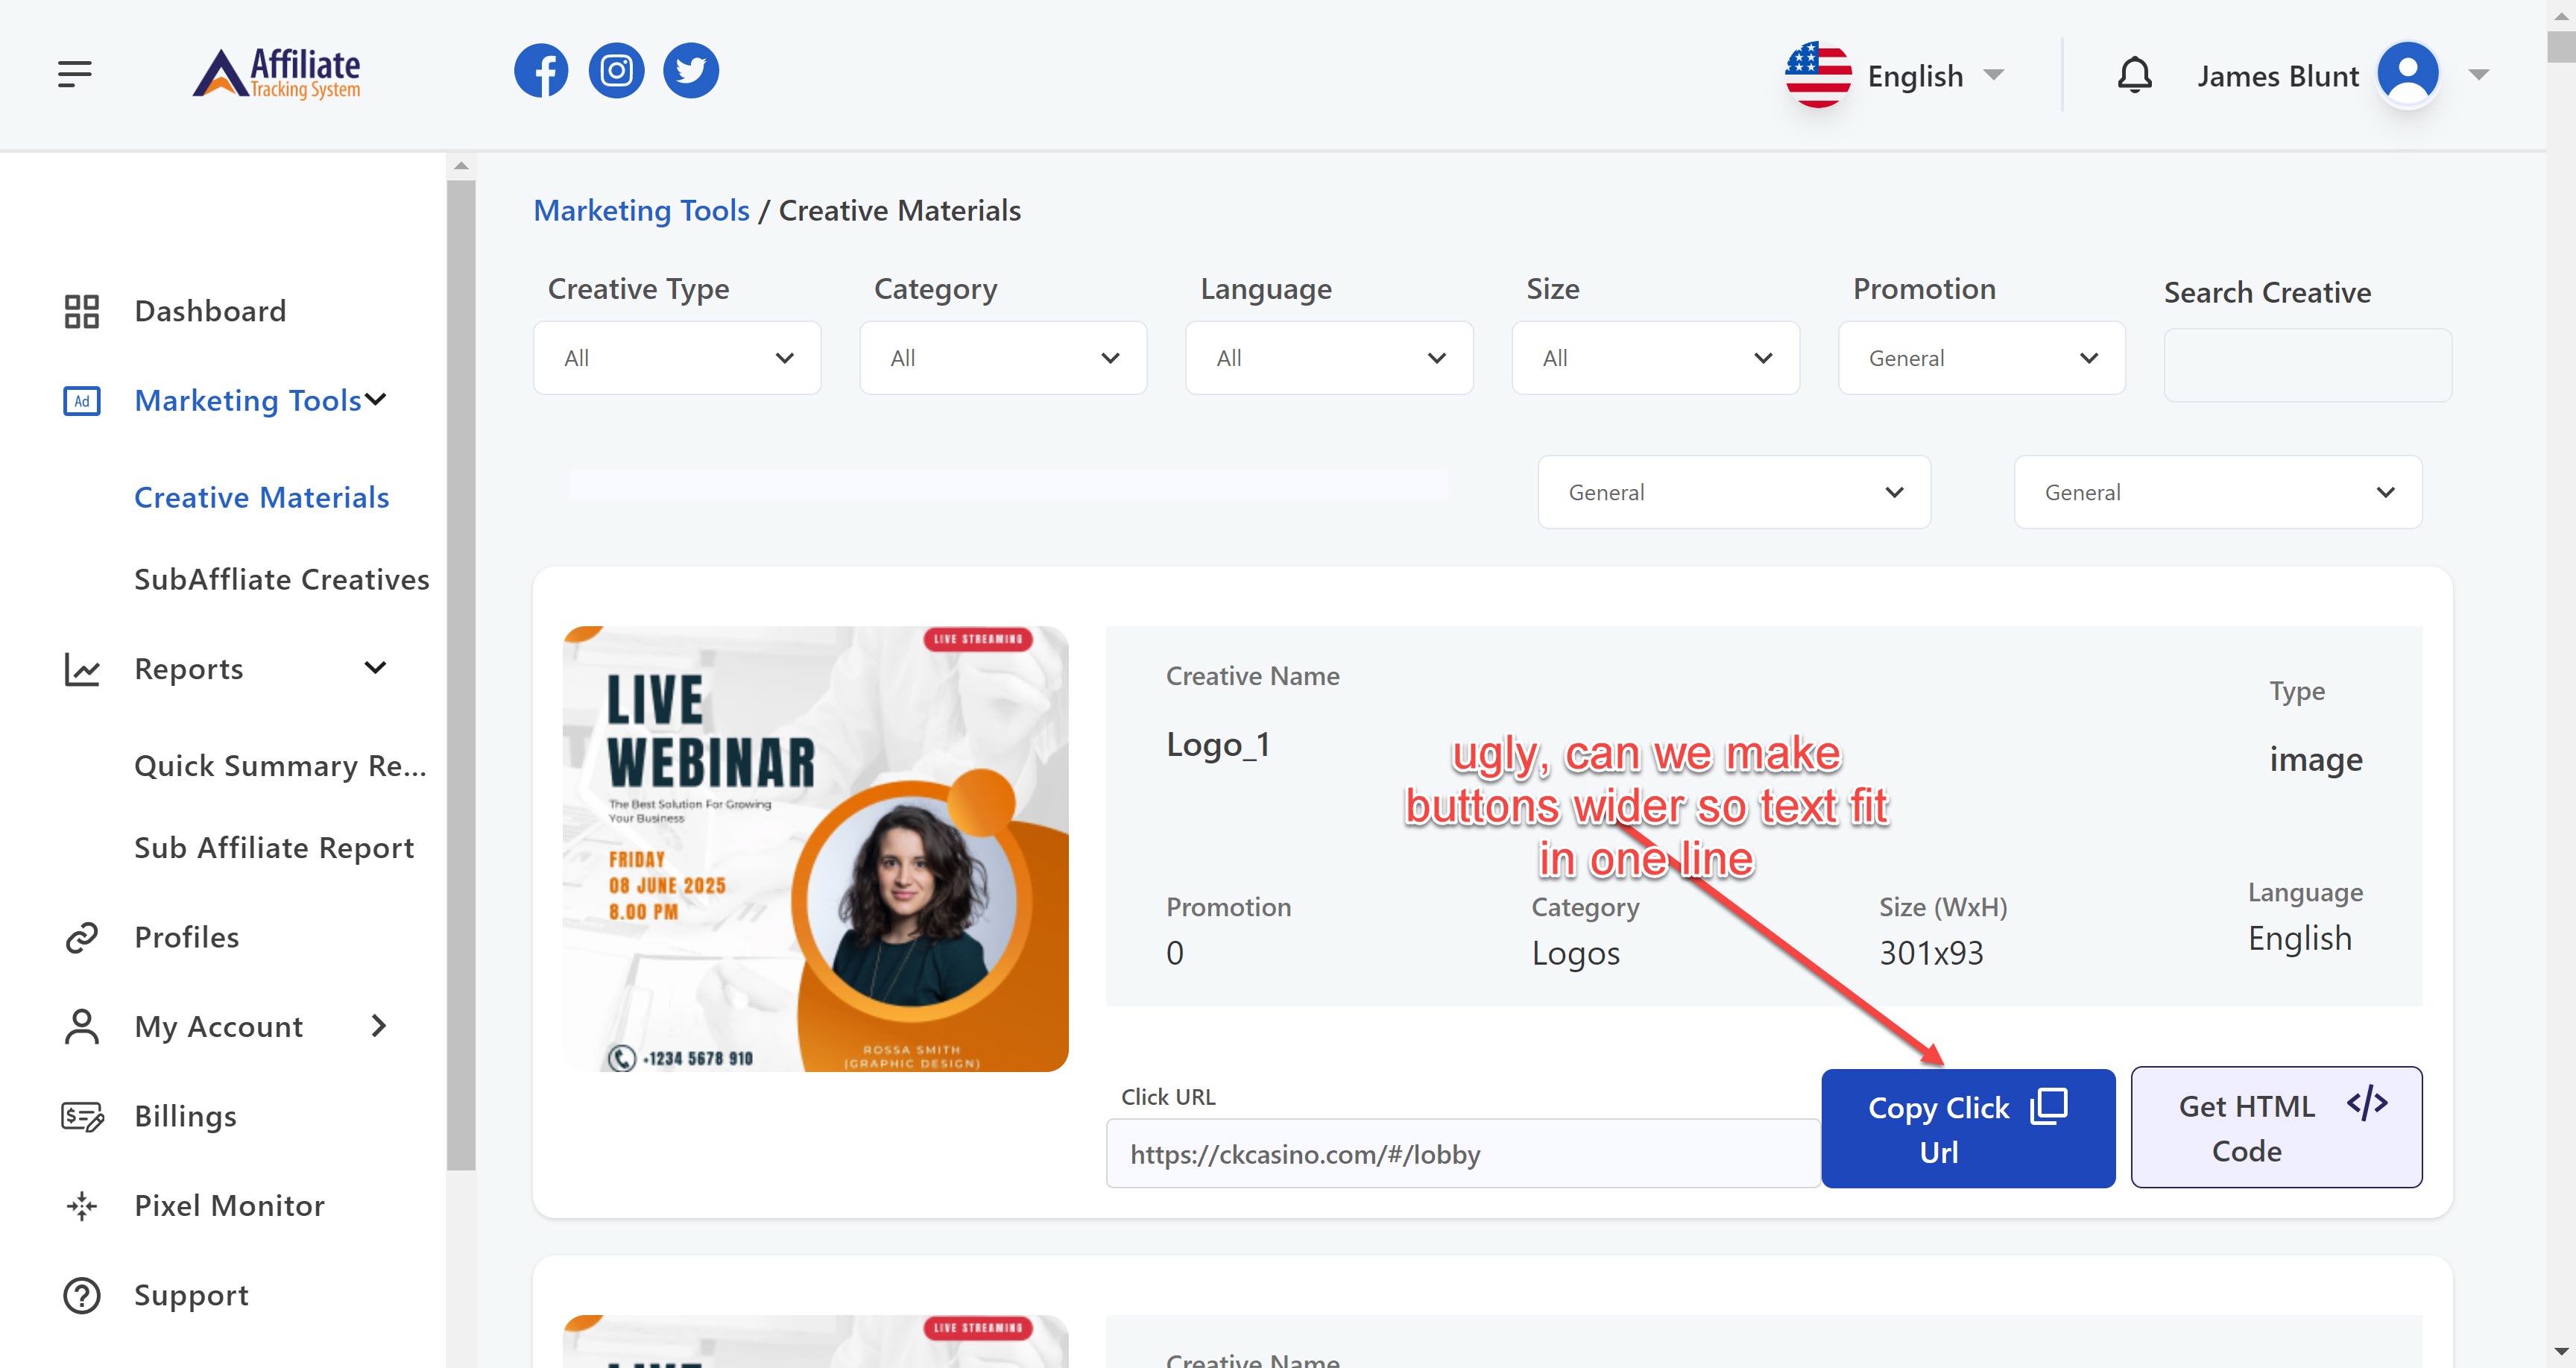 Affiliate
Tracking System
English
James Blunt
Marketing Tools / Creative Materials
Creative Type
Category
Language
Size
Promotion
Search Creative
All
All
All
All
General
General
General
Dashboard
Ad
Marketing Tools
Creative Materials
SubAffliate Creatives
Reports
Quick Summary Re...
Sub Affiliate Report
Profiles
My Account
Billings
Pixel Monitor
Support
LIVE STREAMING
LIVE
WEBINAR
The Best Solution For Growing
Your Business
FRIDAY
08 JUNE 2025
8.00 PM
+1234 5678 910
ROSSA SMITH
(GRAPHIC DESIGN)
Creative Name
Logo_1
Type
image
ugly, can we make
buttons wider so text fit
in one line
Promotion
0
Category
Logos
Size (WxH)
301x93
Language
English
Click URL
https://ckcasino.com/#/lobby
Copy Click
Url
Get HTML
Code
</>
LIVE STREAMING
LIVE
Creative Name